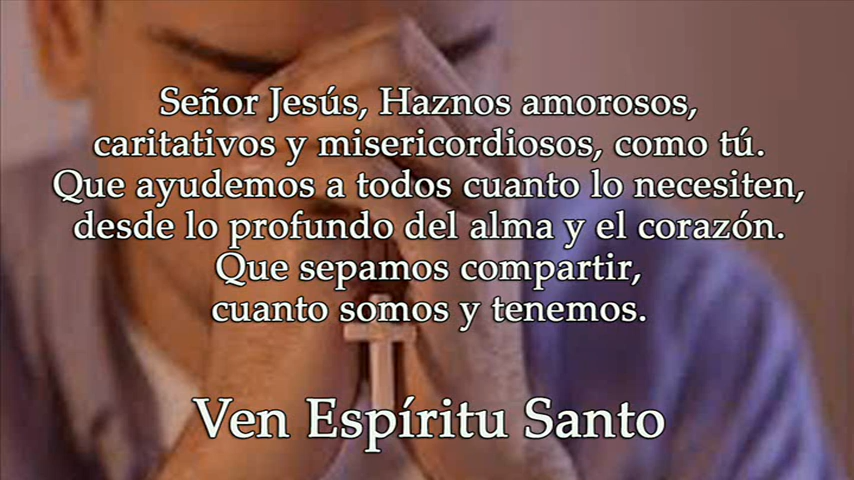 Señor Jesús, Haznos amorosos,
caritativos y misericordiosos, como tú.
Que ayudemos a todos cuanto lo necesiten,
desde lo profundo del alma y el corazón.
Que sepamos compartir,
cuanto somos y tenemos.
Ven Espíritu Santo